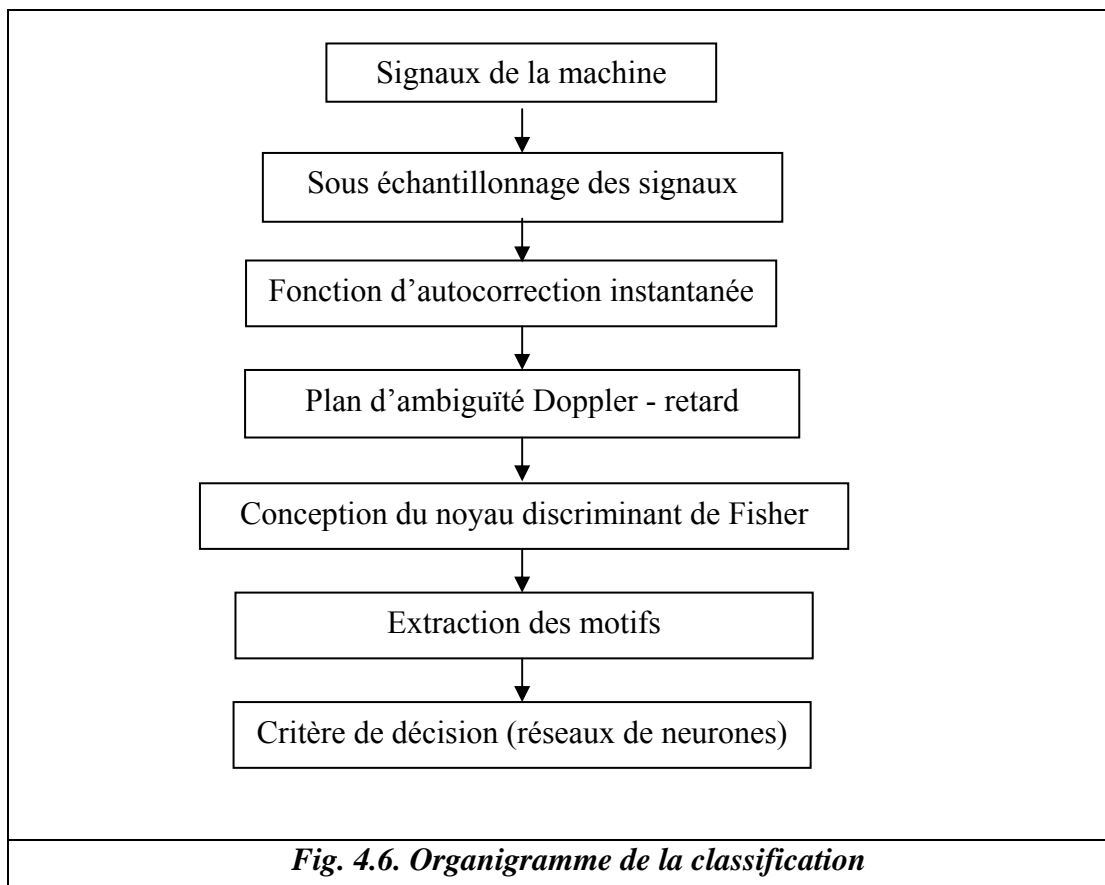 Signaux de la machine
Sous échantillonnage des signaux
Fonction d’autocorrection instantanée
Plan d’ambiguïté Doppler - retard
Conception du noyau discriminant de Fisher
Extraction des motifs
Critère de décision (réseaux de neurones)
Fig. 4.6. Organigramme de la classification